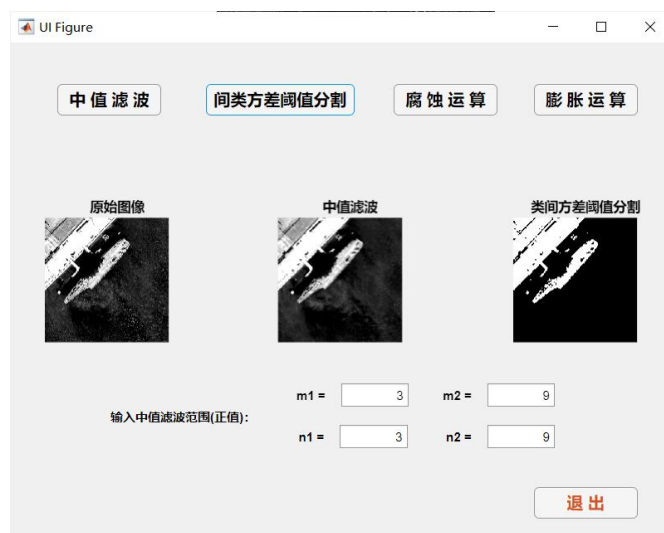 UI Figure
中值滤波 间类方差阈值分割 腐蚀运算 膨胀运算
原始图像 中值滤波 类间方差阈值分割
m1 = 3 m2 = 9
输入中值滤波范围(正值):
n1 = 3 n2 = 9
退出